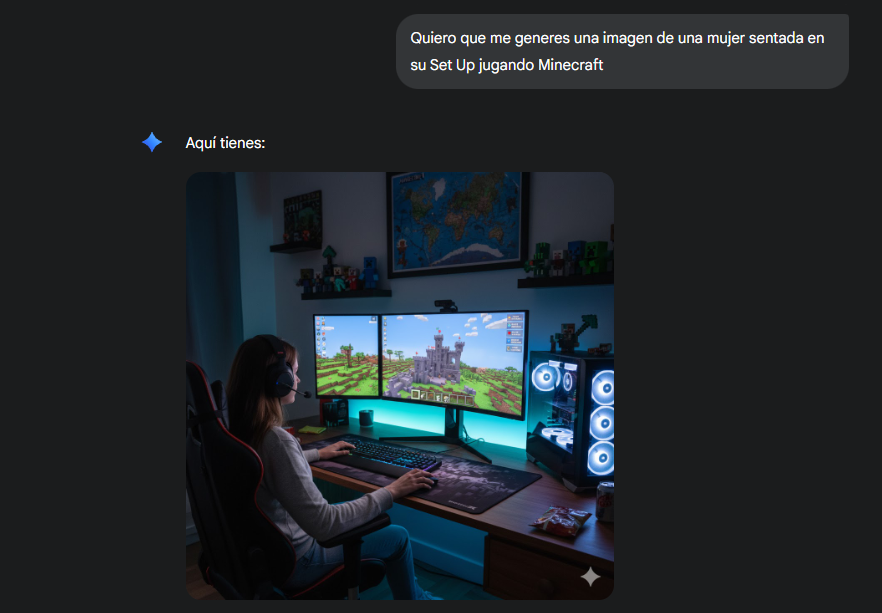 Quiero que me generes una imagen de una mujer sentada en
su Set Up jugando Minecraft
Aquí tienes: